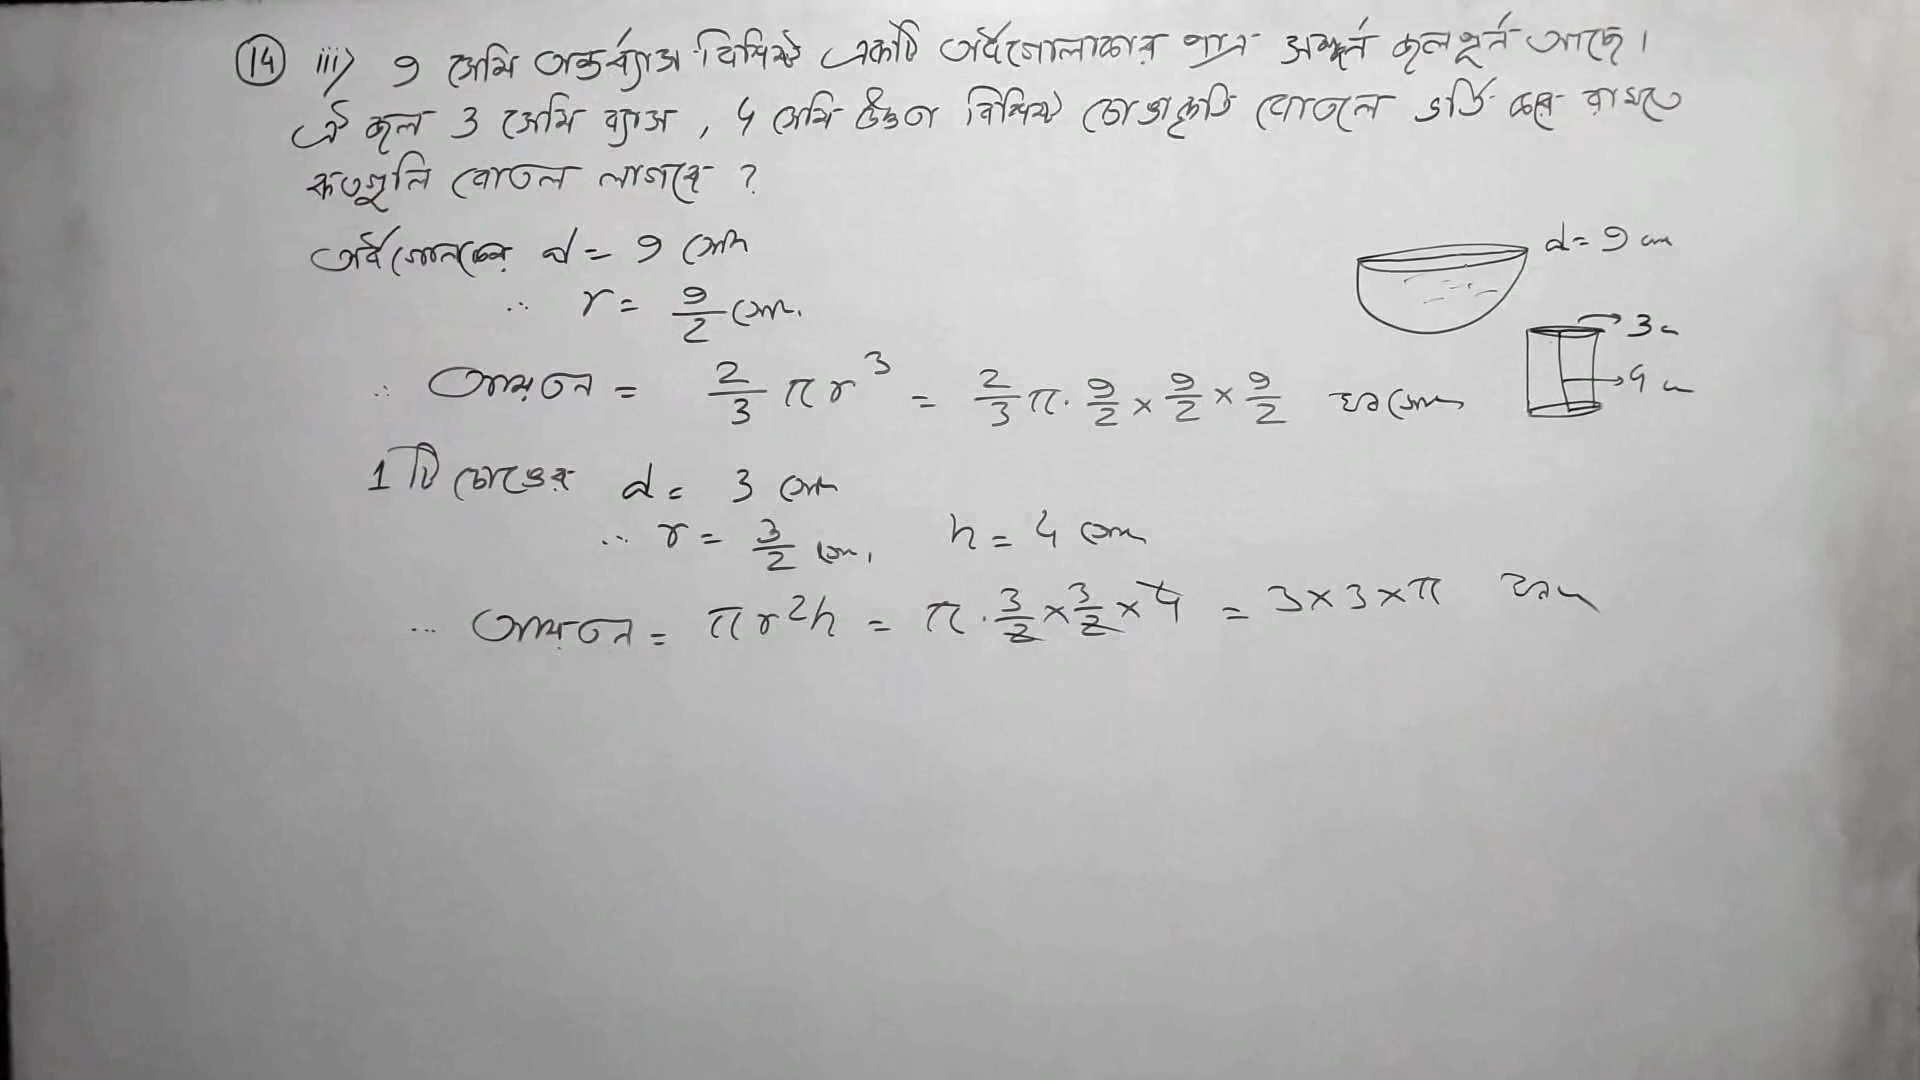 14 iii) 9 সেমি অন্তর্ব্যাস বিশিষ্ট একটি অর্ধগোলাকার পাত্র সম্পূর্ন জলপূর্ন আছে।
ঐ জল 3 সেমি ব্যাস, 4 সেমি উচ্চতা বিশিষ্ট চোঙাকৃতি বোতলে ভর্তি করে রাখতে
কতগুলি বোতল লাগবে ?
অর্ধগোলকের d = 9 সেমি
d = 9 cm
∴ r = 9/2 সেমি.
3 c
∴ আয়তন = 2/3 πr³ = 2/3 π. 9/2 × 9/2 × 9/2 ঘনসেমি
4 c
1 টি চোঙের d = 3 সেমি
∴ r = 3/2 সেমি, h = 4 সেমি
∴ আয়তন = πr²h = π. 3/2 × 3/2 × 4 = 3×3×π